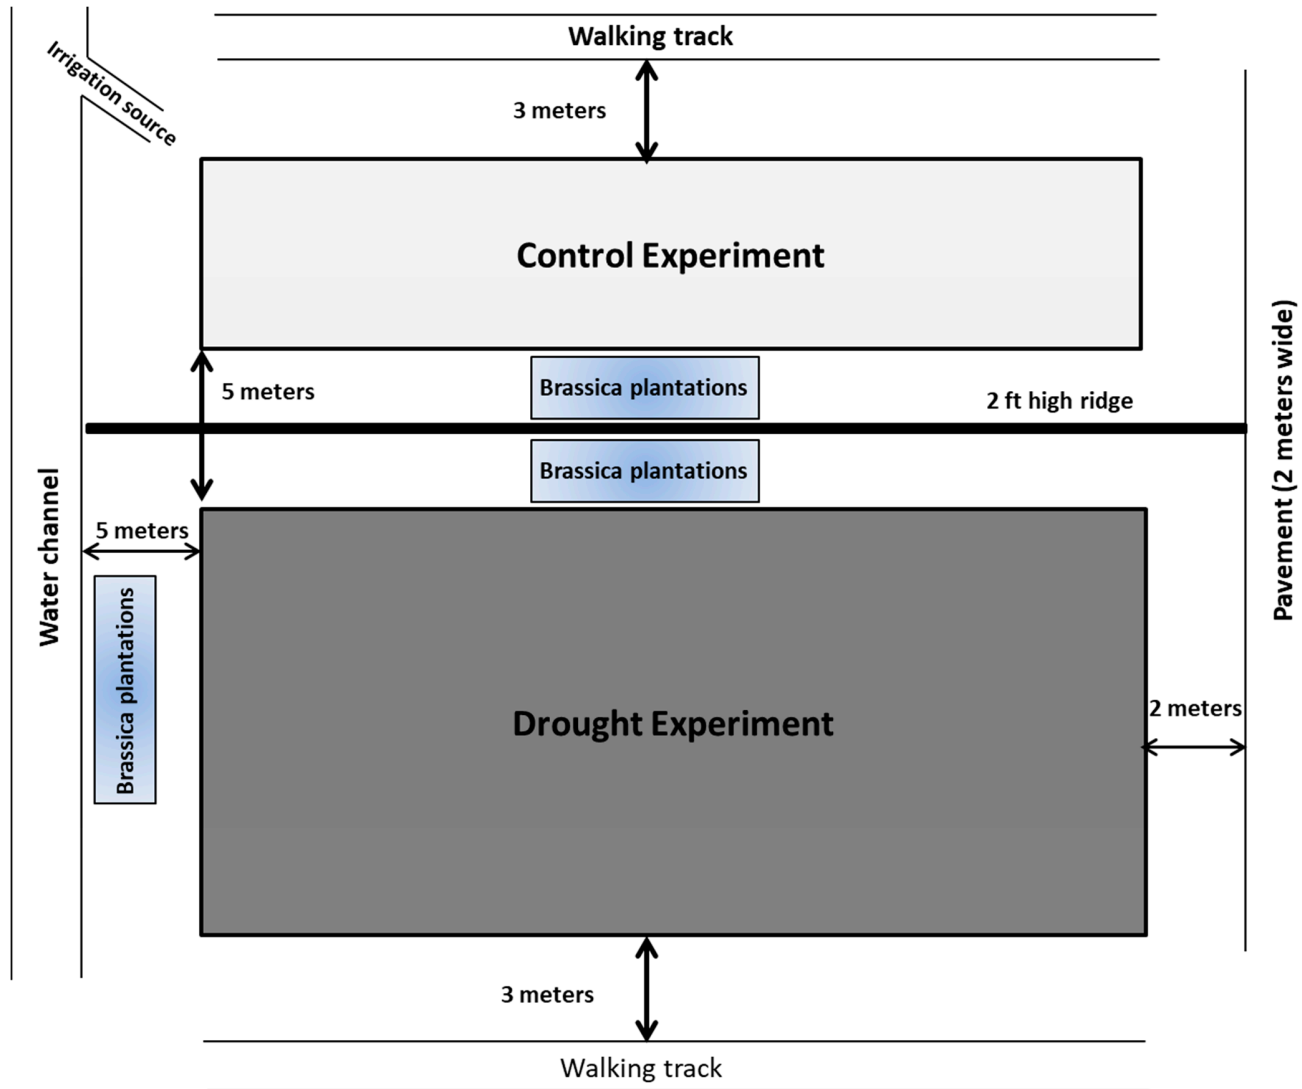 Walking track
Irrigation source
3 meters
Control Experiment
5 meters
Brassica plantations
2 ft high ridge
Brassica plantations
Water channel
Pavement (2 meters wide)
5 meters
Brassica plantations
Drought Experiment
2 meters
3 meters
Walking track